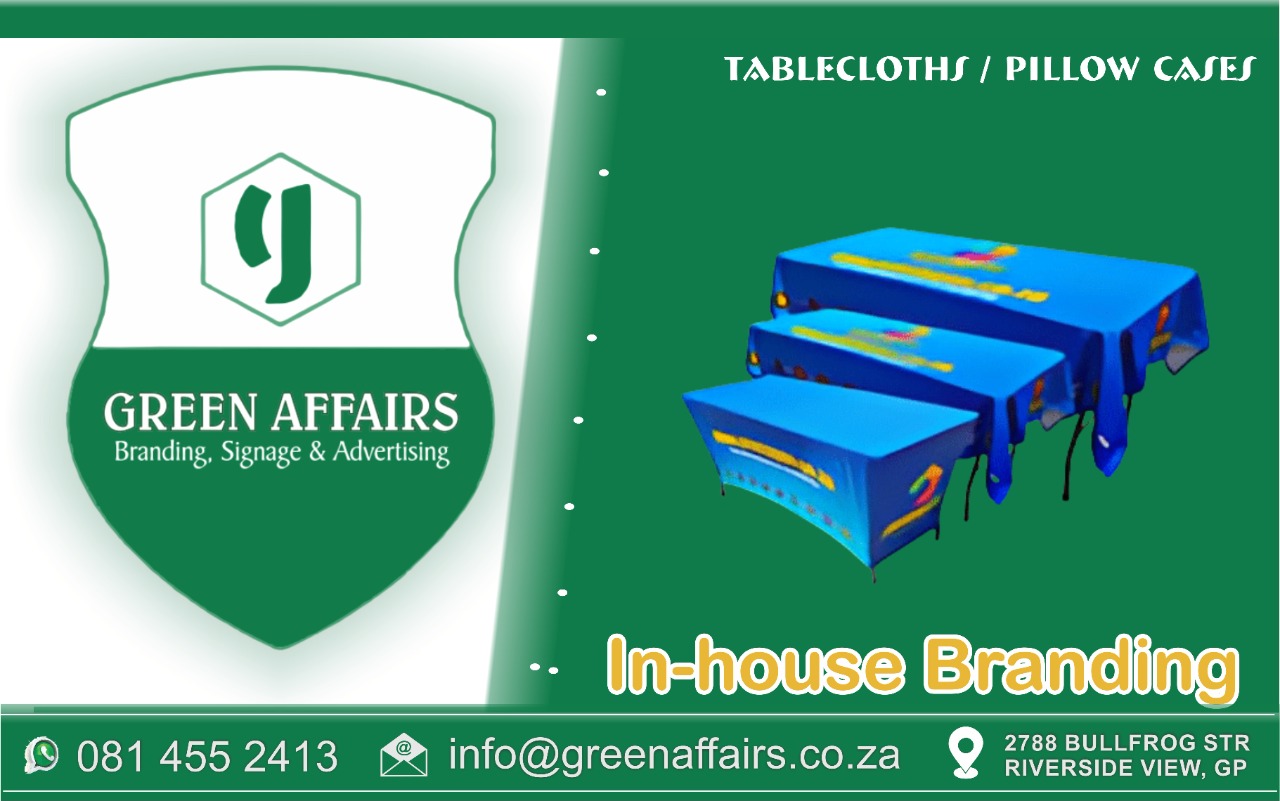 TABLECLOTHS / PILLOW CASES
GREEN AFFAIRS
Branding, Signage & Advertising
In-house Branding
081 455 2413
info@greenaffairs.co.za
2788 BULLFROG STR
RIVERSIDE VIEW, GP